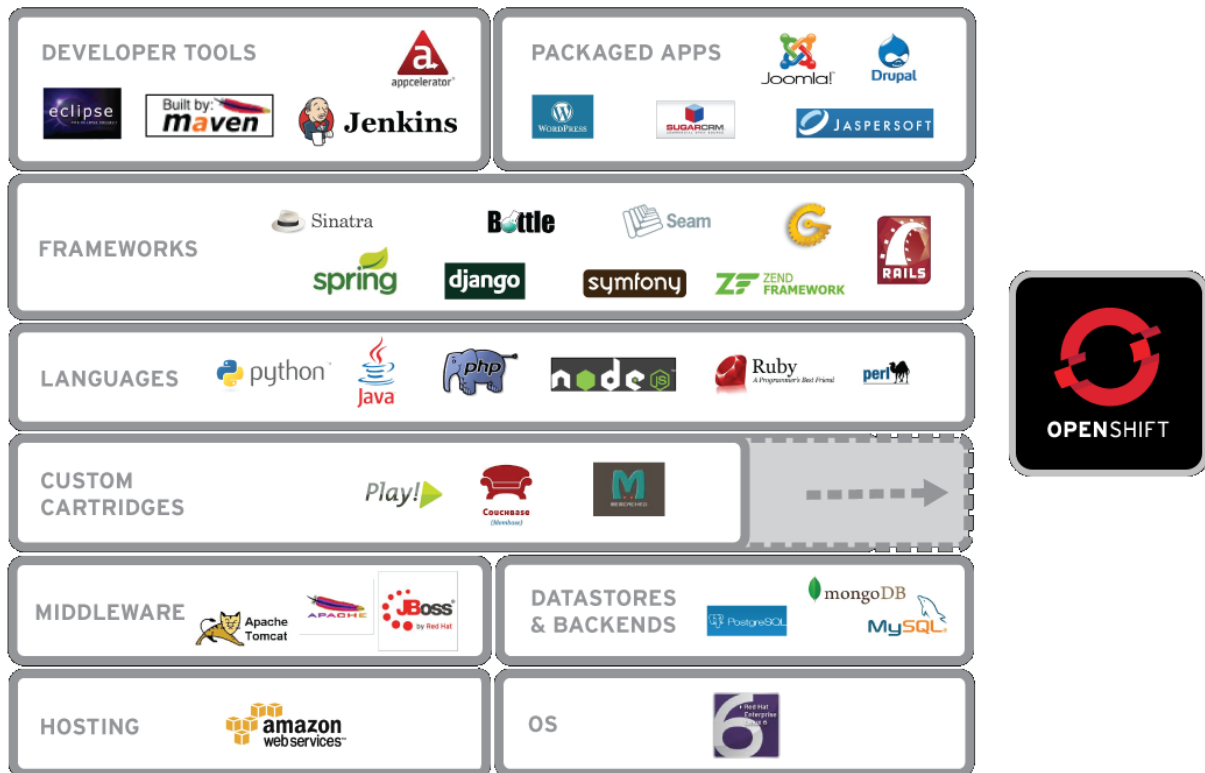 DEVELOPER TOOLS
appcelerator
eclipse
Built by:
maven
Jenkins
PACKAGED APPS
Joomla!
Drupal
WORDPRESS
SUGARCRM
JASPERSOFT
FRAMEWORKS
Sinatra
Bottle
Seam
spring
django
symfony
ZF ZEND
FRAMEWORK
RAILS
LANGUAGES
python
Java
php
node JS
Ruby
A Programmer's Best Friend
perl
CUSTOM
CARTRIDGES
Play!
COUCHBASE
(Membase)
M
MIDDLEWARE
Apache
Tomcat
APACHE
JBoss
by Red Hat
DATASTORES
& BACKENDS
PostgreSQL
mongoDB
MySQL
HOSTING
amazon
web services
OS
6
Red Hat
Enterprise
Linux 6
OPENSHIFT